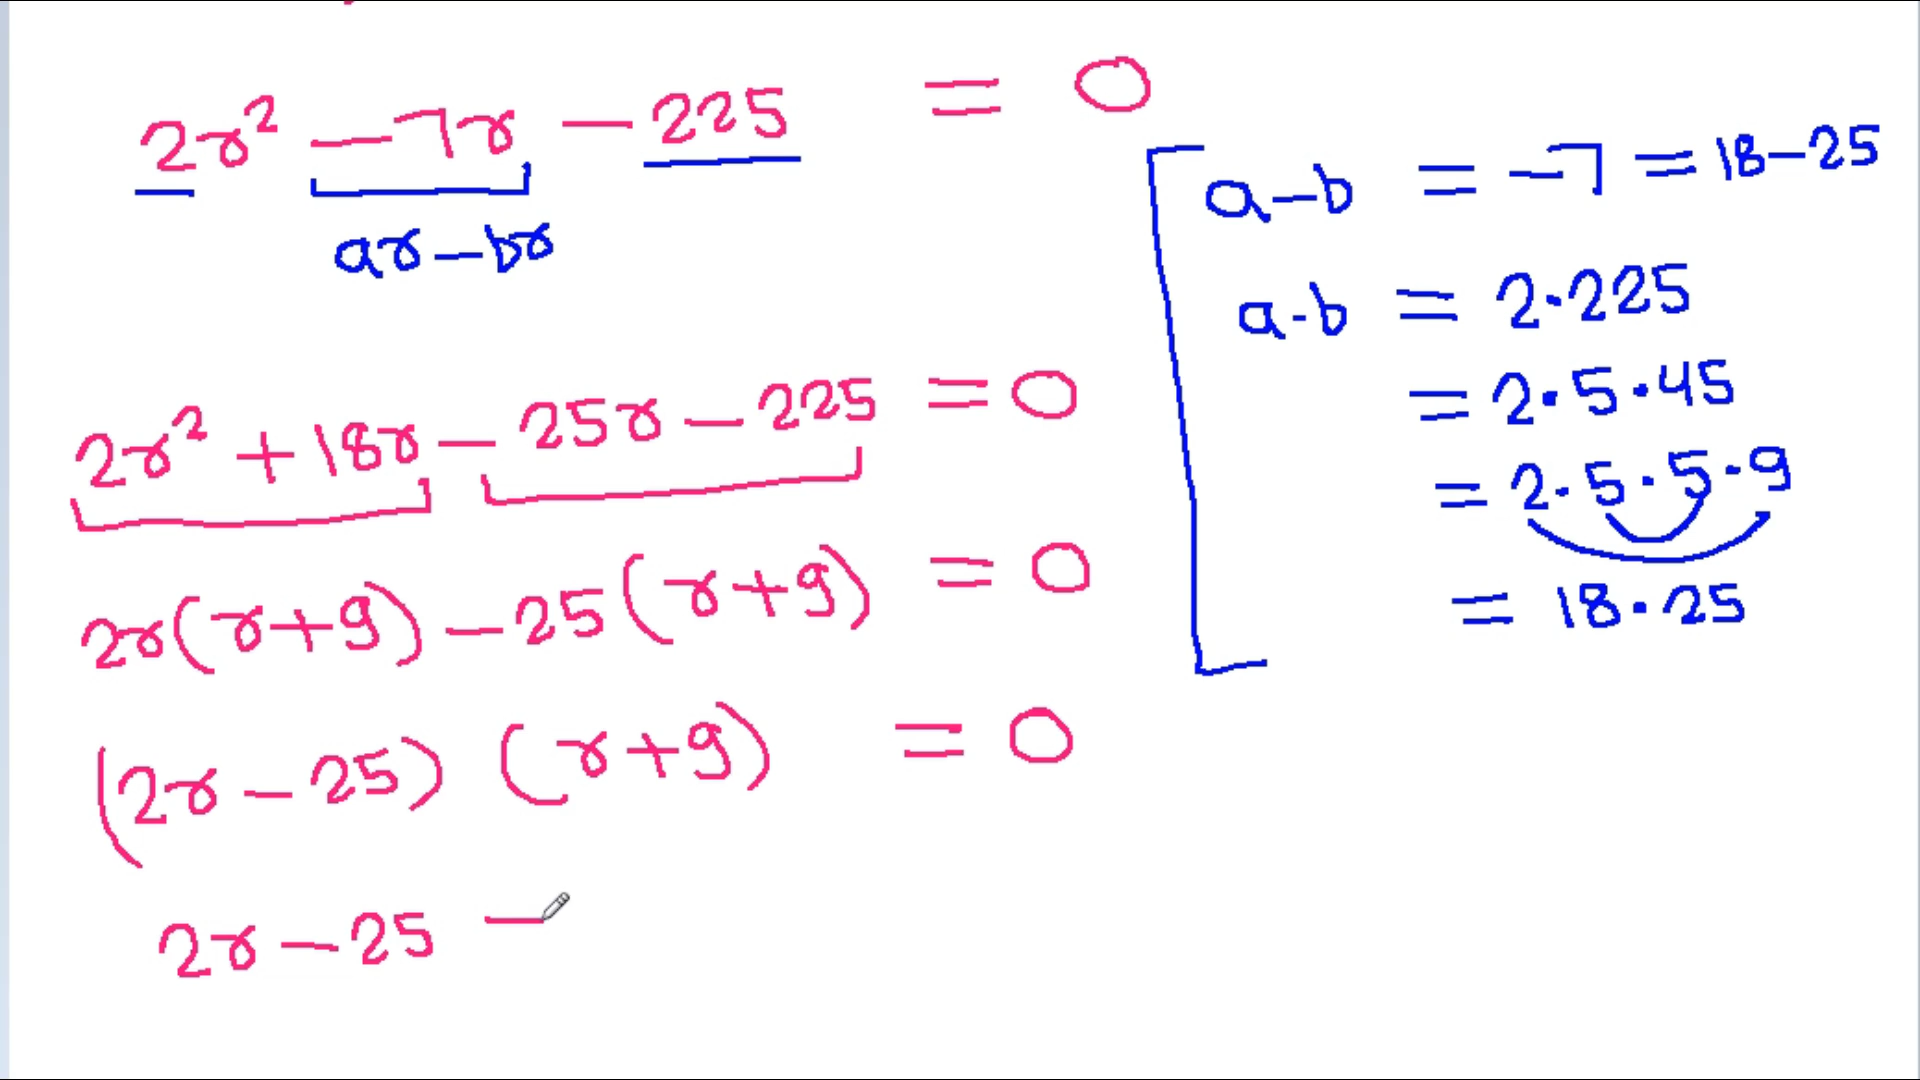 2r² - 7r - 225 = 0
ar - br
2r² + 18r - 25r - 225 = 0
2r(r+9) - 25(r+9) = 0
(2r - 25) (r+9) = 0
2r - 25 -
a-b = -7 = 18-25
a·b = 2·225
= 2·5·45
= 2·5·5·9
= 18·25